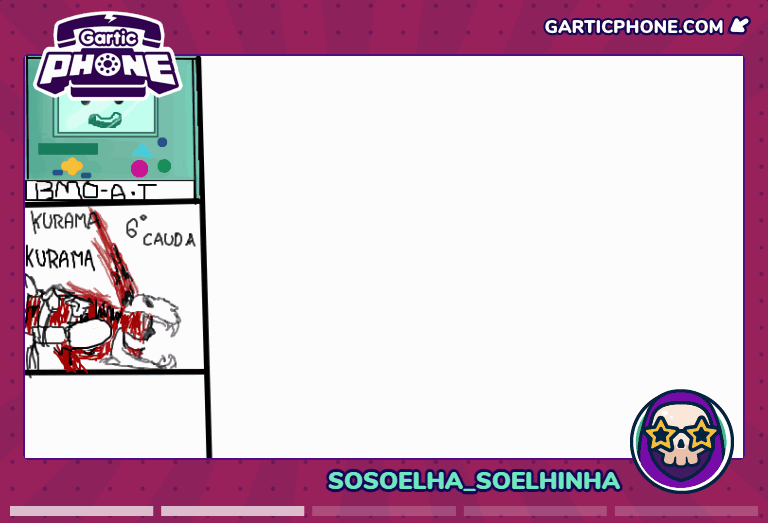 Gartic
PHONE
GARTICPHONE.COM
BMO-A.T
KURAMA
6° CAUDA
KURAMA
SOSOELHA_SOELHINHA